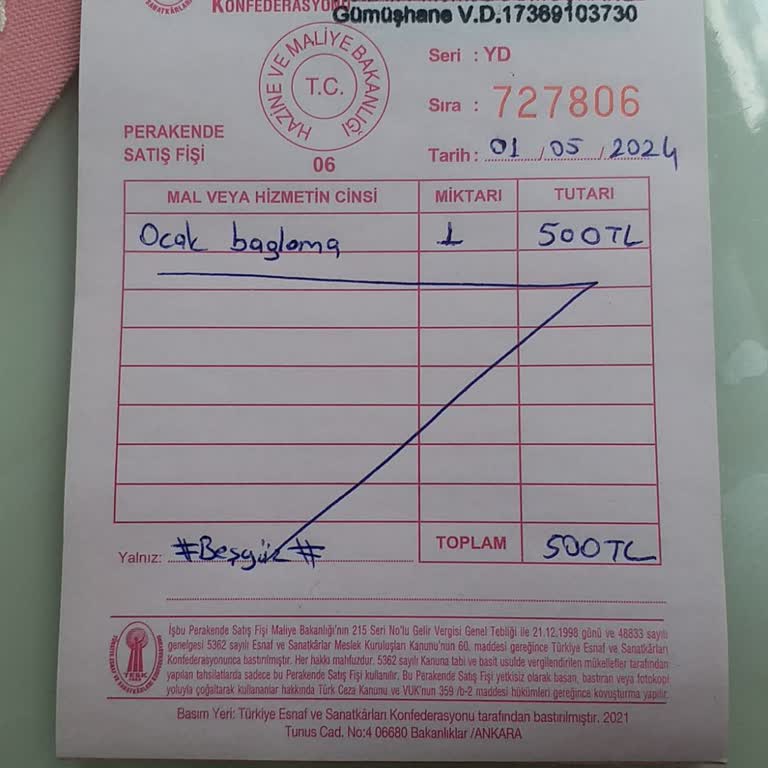 KONFEDERASYONU
Gümüşhane V.D.17369103730
HAZİNE VE MALİYE BAKANLIĞI
T.C.
Seri : YD
Sıra : 727806
PERAKENDE
SATIŞ FİŞİ
06
Tarih : 01 / 05 / 2024
MAL VEYA HİZMETİN CİNSİ MİKTARI TUTARI
Ocak baglama 1 500TL
Yalnız: #Beşyüz#
TOPLAM 500TL
İşbu Perakende Satış Fişi Maliye Bakanlığı'nın 215 Seri No'lu Gelir Vergisi Genel Tebliği ile 21.12.1998 günü ve 48833 sayılı
genelgesi 5362 sayılı Esnaf ve Sanatkârlar Meslek Kuruluşları Kanunu'nın 60. maddesi gereğince Türkiye Esnaf ve Sanatkârları
Konfederasyonunca bastırılmıştır. Her hakkı mahfuzdur. 5362 sayılı Kanuna tabi ve basit usulde vergilendirilen mükellefler tarafından
yapılan tahsilatlarda sadece bu Perakende Satış Fişi kullanılır. Bu Perakende Satış Fişi yetkisiz olarak basan, bastıran veya fotokopi
yoluyla çoğaltarak kullananlar hakkında Türk Ceza Kanunu ve VUK'nun 359 /b-2 maddesi hükümleri gereğince kovuşturma yapılır.
TESK
Basım Yeri: Türkiye Esnaf ve Sanatkârları Konfederasyonu tarafından bastırılmıştır. 2021
Tunus Cad. No:4 06680 Bakanlıklar /ANKARA